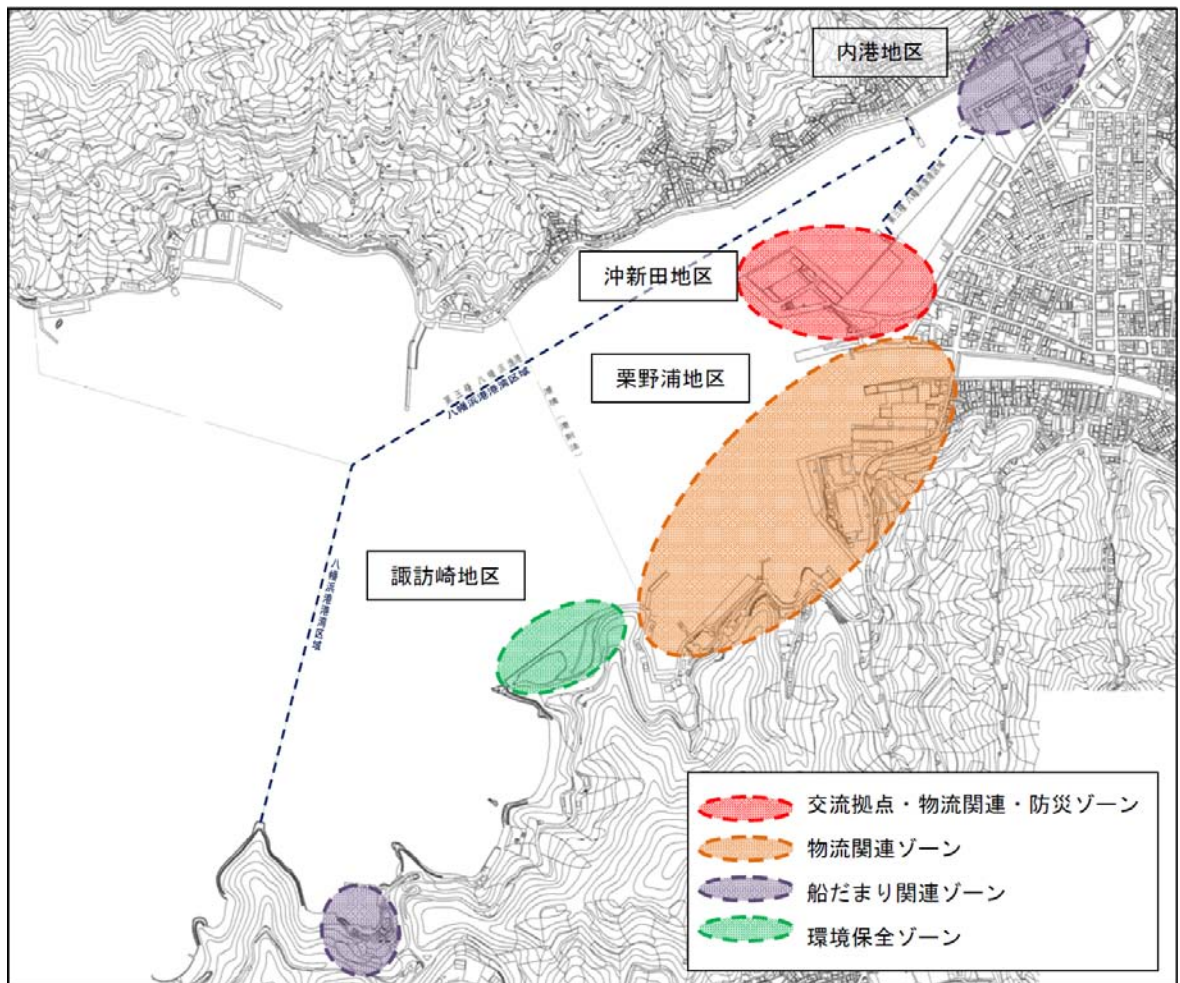 内港地区
沖新田地区
栗野浦地区
諏訪崎地区
八幡浜港港湾区域
八幡浜港港湾区域
交流拠点・物流関連・防災ゾーン
物流関連ゾーン
船だまり関連ゾーン
環境保全ゾーン